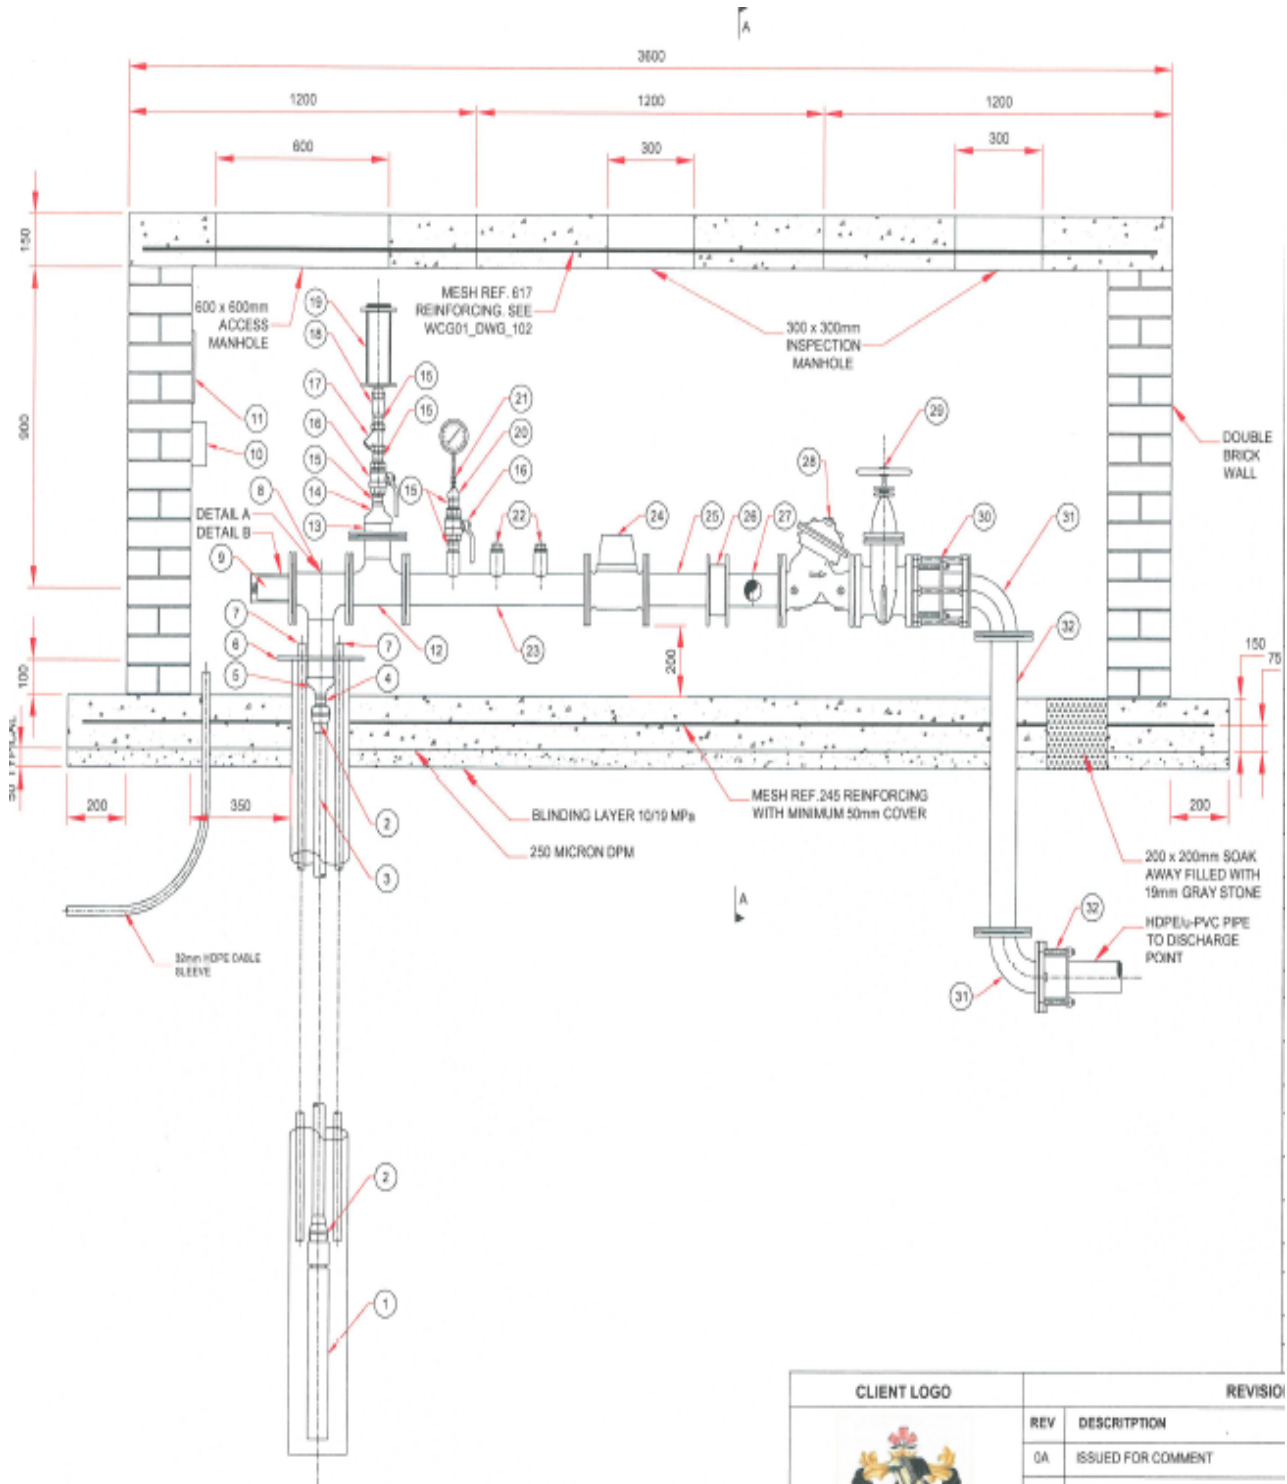 A
3600
1200
1200
1200
600
300
300
150
900
100
600 x 600mm
ACCESS
MANHOLE
MESH REF. 617
REINFORCING. SEE
WCG01_DWG_102
300 x 300mm
INSPECTION
MANHOLE
DOUBLE
BRICK
WALL
19
18
17
16
15
14
13
15
15
21
20
16
15
22
24
25
26
27
28
29
30
31
32
11
10
8
DETAIL A
DETAIL B
9
7
7
6
5
4
12
23
200
150
75
200
350
200
2
3
BLINDING LAYER 10/19 MPa
250 MICRON DPM
MESH REF.245 REINFORCING
WITH MINIMUM 50mm COVER
200 x 200mm SOAK
AWAY FILLED WITH
19mm GRAY STONE
A
32
HDPE/u-PVC PIPE
TO DISCHARGE
POINT
31
32mm HDPE CABLE
SLEEVE
2
1
CLIENT LOGO
REVISIO
REV
DESCRITPTION
0A
ISSUED FOR COMMENT